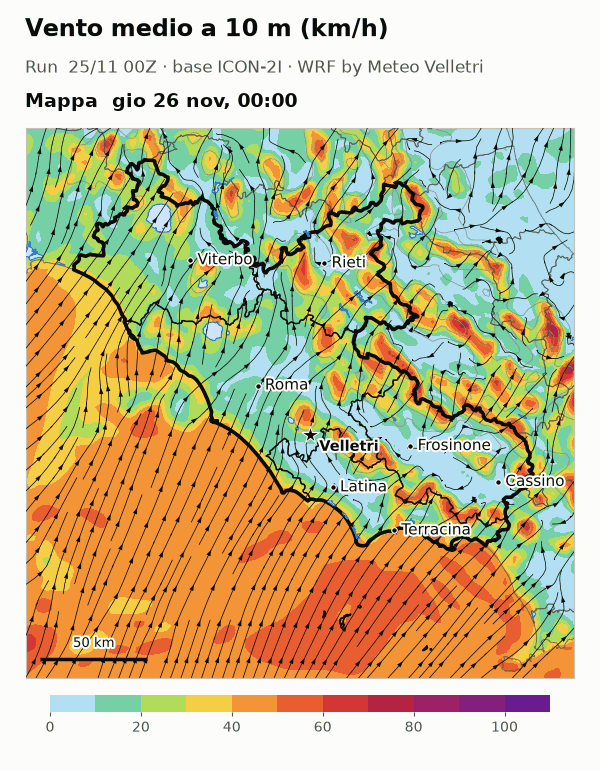 Vento medio a 10 m (km/h)
Run 25/11 00Z · base ICON-2I · WRF by Meteo Velletri
Mappa gio 26 nov, 00:00
Viterbo
Rieti
Roma
Velletri
Frosinone
Latina
Cassino
Terracina
50 km
0 20 40 60 80 100